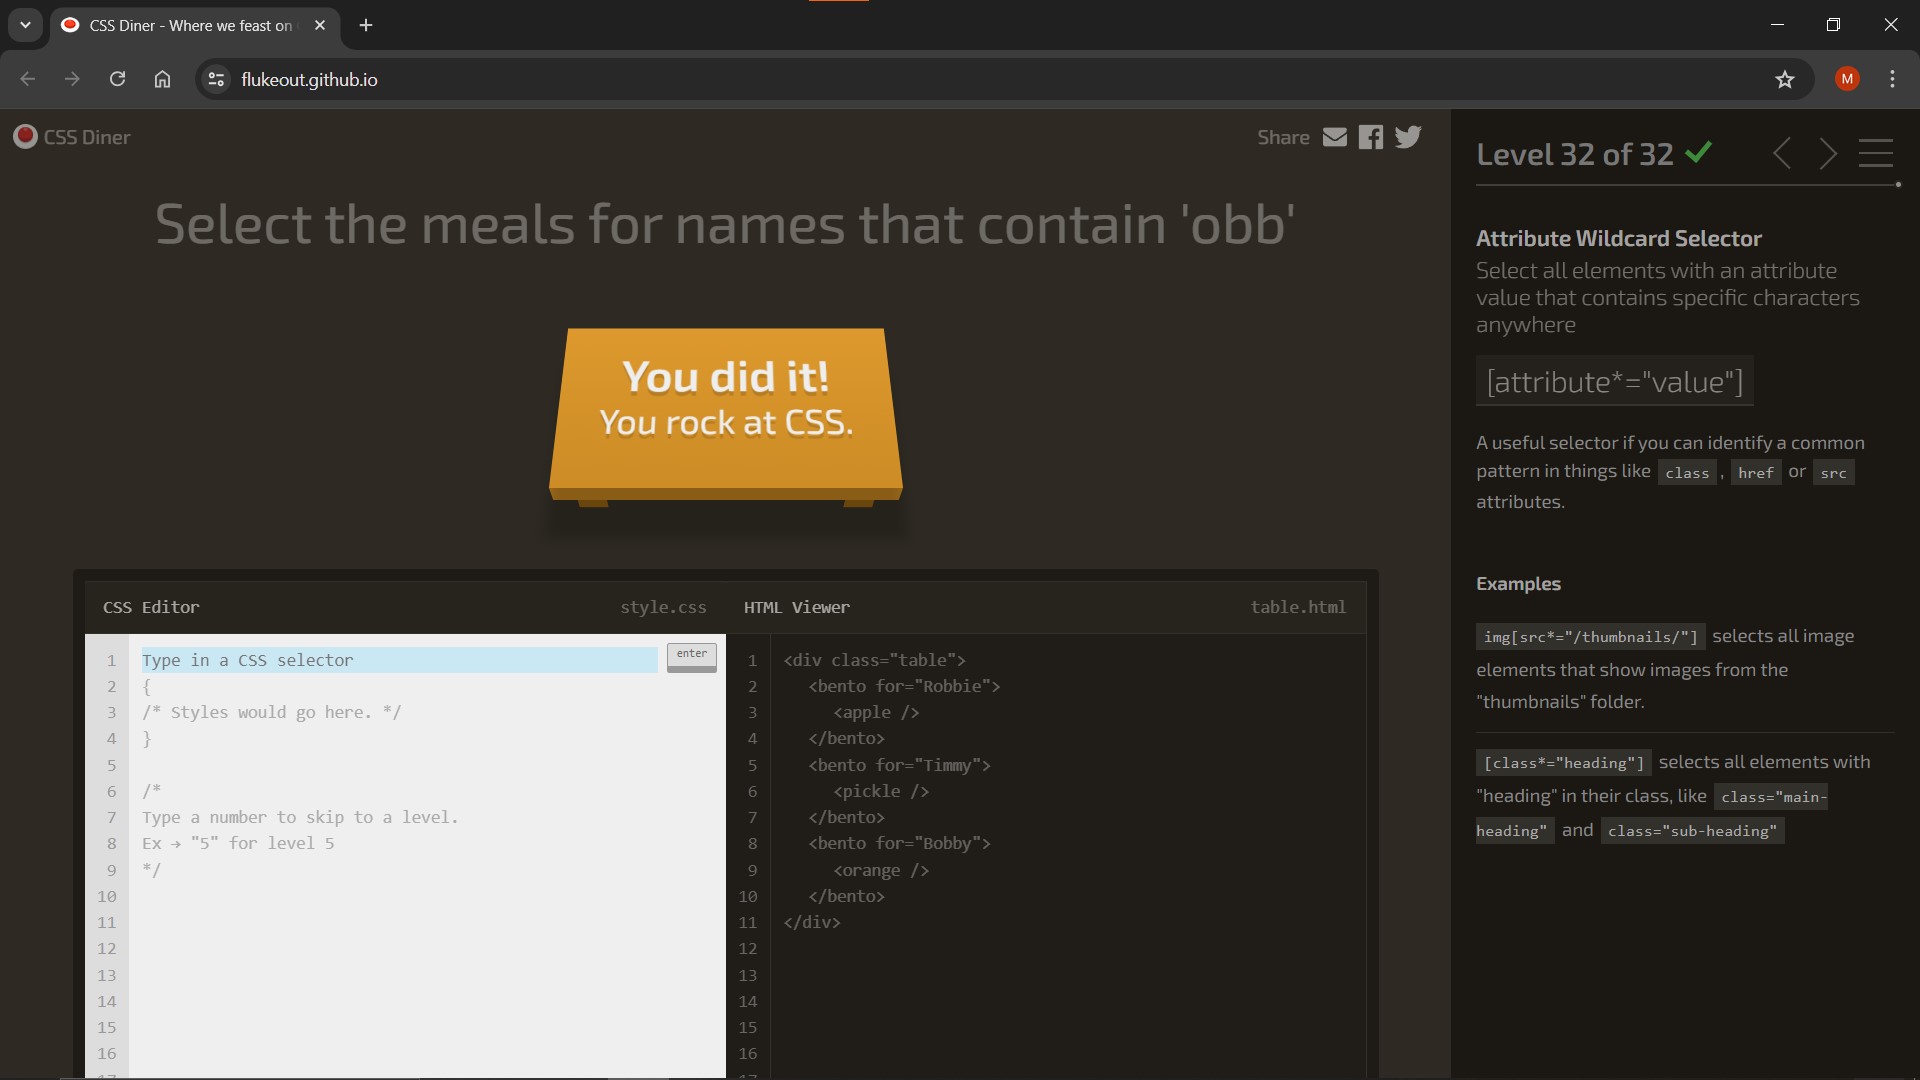 CSS Diner - Where we feast on
flukeout.github.io
M
CSS Diner
Share
Select the meals for names that contain 'obb'
You did it!
You rock at CSS.
CSS Editor
style.css
1 Type in a CSS selector
enter
2 {
3 /* Styles would go here. */
4 }
5
6 /*
7 Type a number to skip to a level.
8 Ex → "5" for level 5
9 */
10
11
12
13
14
15
16
HTML Viewer
table.html
1 <div class="table">
2 <bento for="Robbie">
3 <apple />
4 </bento>
5 <bento for="Timmy">
6 <pickle />
7 </bento>
8 <bento for="Bobby">
9 <orange />
10 </bento>
11 </div>
12
13
14
15
16
Level 32 of 32
Attribute Wildcard Selector
Select all elements with an attribute
value that contains specific characters
anywhere
[attribute*="value"]
A useful selector if you can identify a common
pattern in things like class , href or src
attributes.
Examples
img[src*="/thumbnails/"] selects all image
elements that show images from the
"thumbnails" folder.
[class*="heading"] selects all elements with
"heading" in their class, like class="main-
heading" and class="sub-heading"